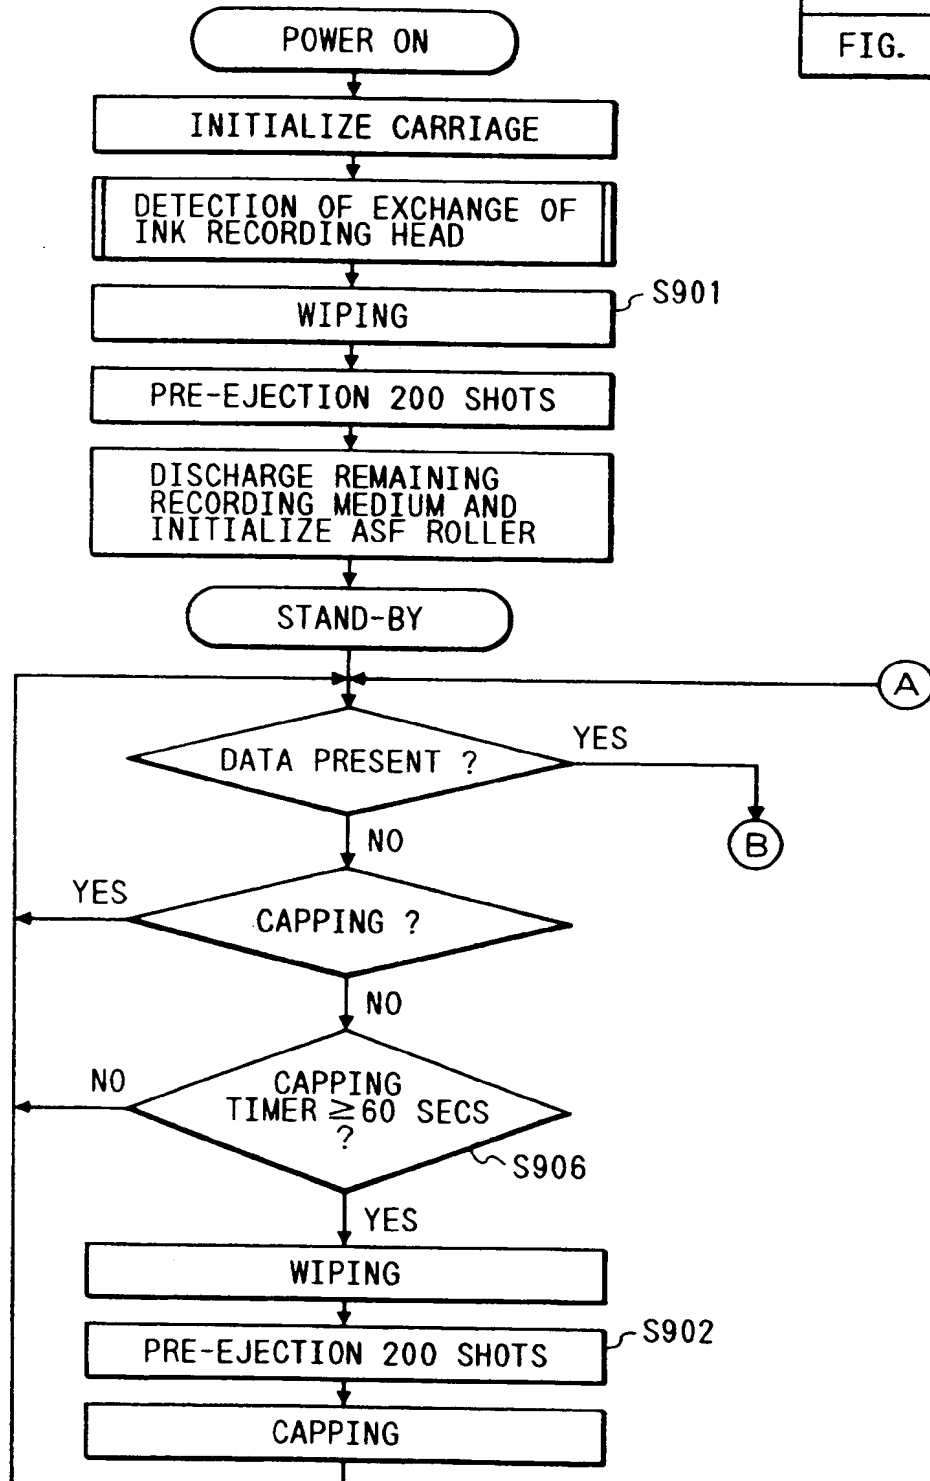 POWER ON
FIG.
INITIALIZE CARRIAGE
DETECTION OF EXCHANGE OF
INK RECORDING HEAD
S901
WIPING
PRE-EJECTION 200 SHOTS
DISCHARGE REMAINING
RECORDING MEDIUM AND
INITIALIZE ASF ROLLER
STAND-BY
A
DATA PRESENT ?
YES
B
NO
YES
CAPPING ?
NO
NO
CAPPING
TIMER ≧60 SECS
?
S906
YES
WIPING
S902
PRE-EJECTION 200 SHOTS
CAPPING